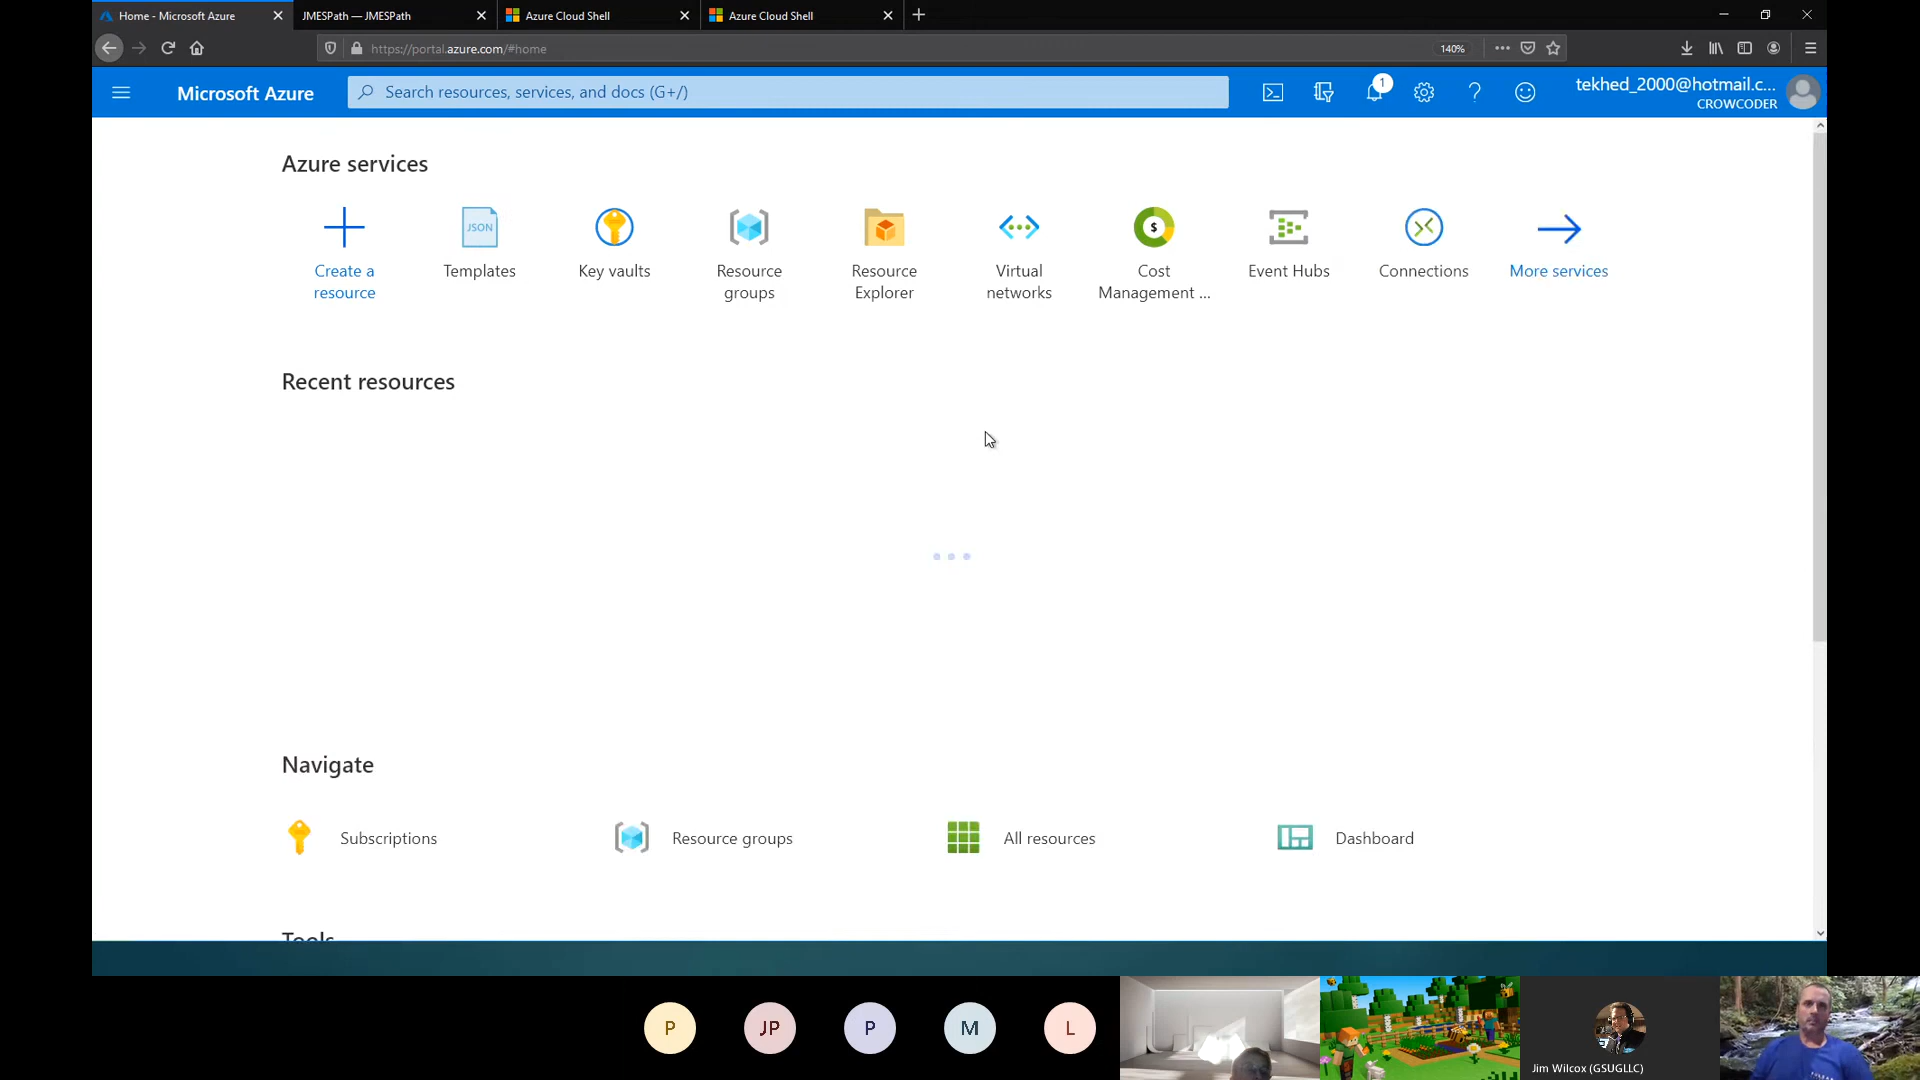 Home - Microsoft Azure
JMESPath — JMESPath
Azure Cloud Shell
Azure Cloud Shell
https://portal.azure.com/#home
140%
Microsoft Azure
Search resources, services, and docs (G+/)
1
tekhed_2000@hotmail.c...
CROWCODER
Azure services
Create a
resource
JSON
Templates
Key vaults
Resource
groups
Resource
Explorer
Virtual
networks
$
Cost
Management ...
Event Hubs
Connections
More services
Recent resources
Navigate
Subscriptions
Resource groups
All resources
Dashboard
Tools
P
JP
P
M
L
Jim Wilcox (GSUGLLC)